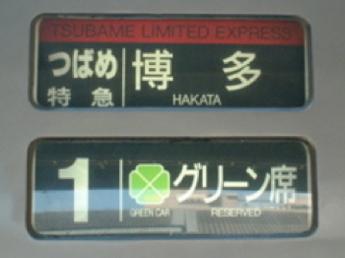 TSUBAME LIMITED EXPRESS
つばめ 博多
特急 HAKATA
1 グリーン席
GREEN CAR RESERVED